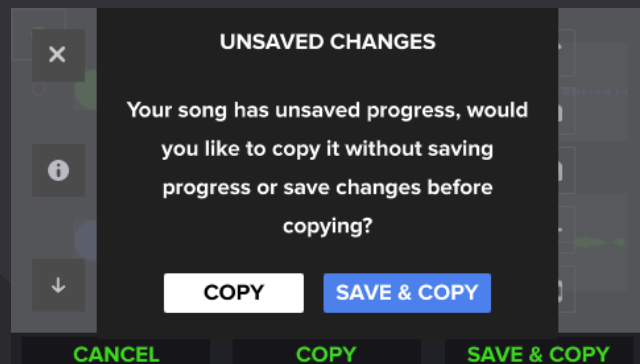 UNSAVED CHANGES
Your song has unsaved progress, would
you like to copy it without saving
progress or save changes before
copying?
COPY
SAVE & COPY
CANCEL
COPY
SAVE & COPY